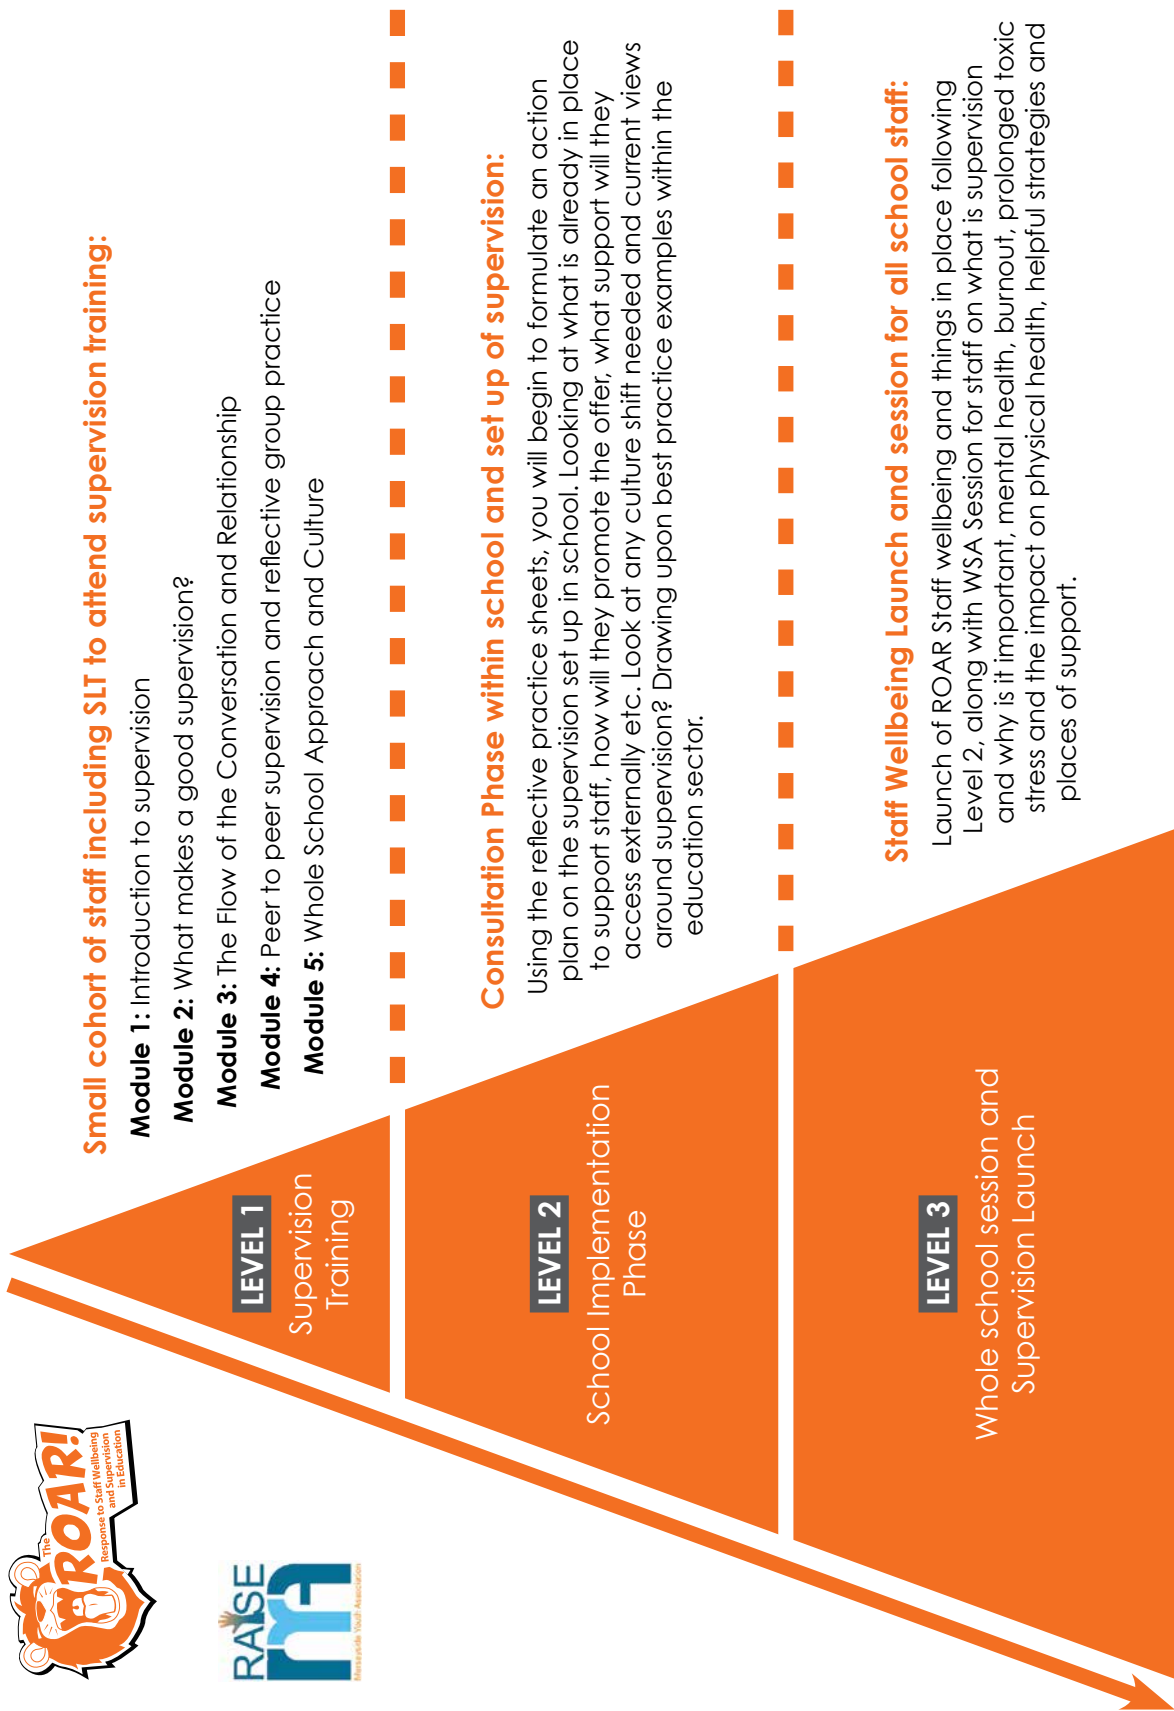 The
ROAR!
Response to Staff Wellbeing
and Supervision
in Education
RAISE
Merseyside Youth Association
LEVEL 1
Supervision
Training
Small cohort of staff including SLT to attend supervision training:
Module 1: Introduction to supervision
Module 2: What makes a good supervision?
Module 3: The Flow of the Conversation and Relationship
Module 4: Peer to peer supervision and reflective group practice
Module 5: Whole School Approach and Culture
LEVEL 2
School Implementation
Phase
Consultation Phase within school and set up of supervision:
Using the reflective practice sheets, you will begin to formulate an action
plan on the supervision set up in school. Looking at what is already in place
to support staff, how will they promote the offer, what support will they
access externally etc. Look at any culture shift needed and current views
around supervision? Drawing upon best practice examples within the
education sector.
LEVEL 3
Whole school session and
Supervision Launch
Staff Wellbeing Launch and session for all school staff:
Launch of ROAR Staff wellbeing and things in place following
Level 2, along with WSA Session for staff on what is supervision
and why is it important, mental health, burnout, prolonged toxic
stress and the impact on physical health, helpful strategies and
places of support.